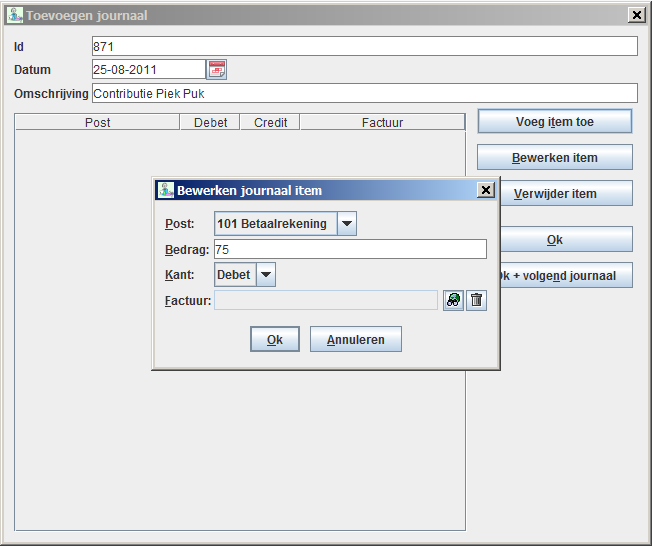 Toevoegen journaal
Id 871
Datum 25-08-2011
Omschrijving Contributie Piek Puk
Post Debet Credit Factuur
Voeg item toe
Bewerken item
Verwijder item
Ok
k + volgend journaal
Bewerken journaal item
Post: 101 Betaalrekening
Bedrag: 75
Kant: Debet
Factuur:
Ok Annuleren